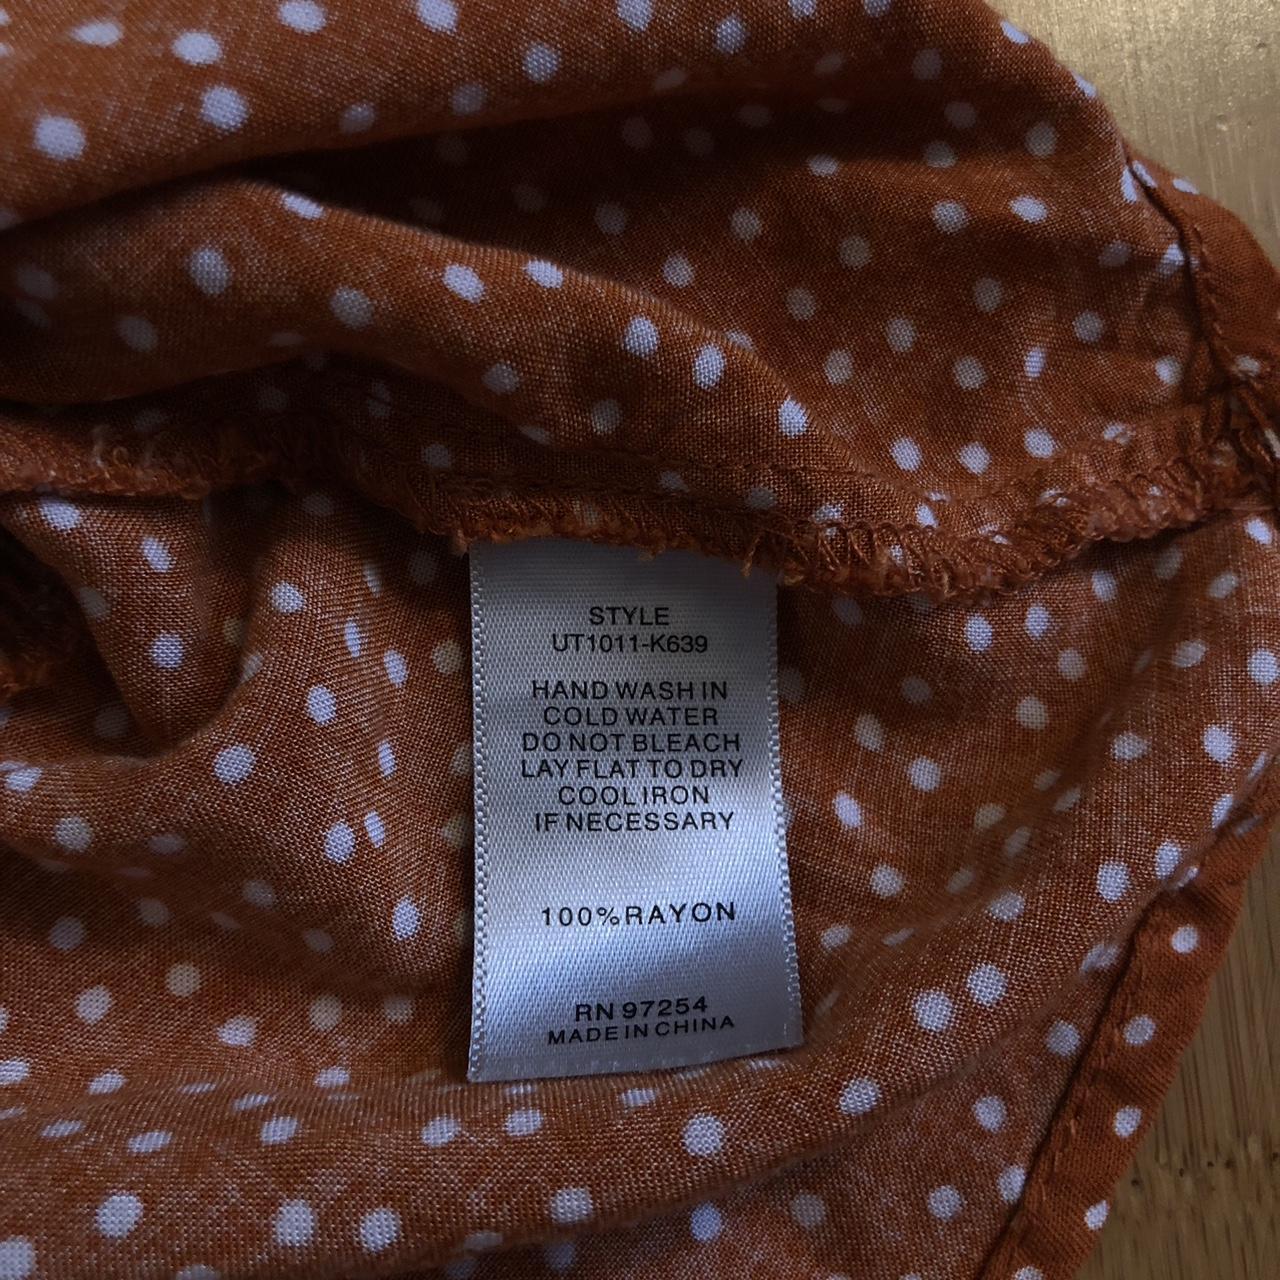 STYLE
UT1011-K639
HAND WASH IN
COLD WATER
DO NOT BLEACH
LAY FLAT TO DRY
COOL IRON
IF NECESSARY
100% RAYON
RN 97254
MADE IN CHINA